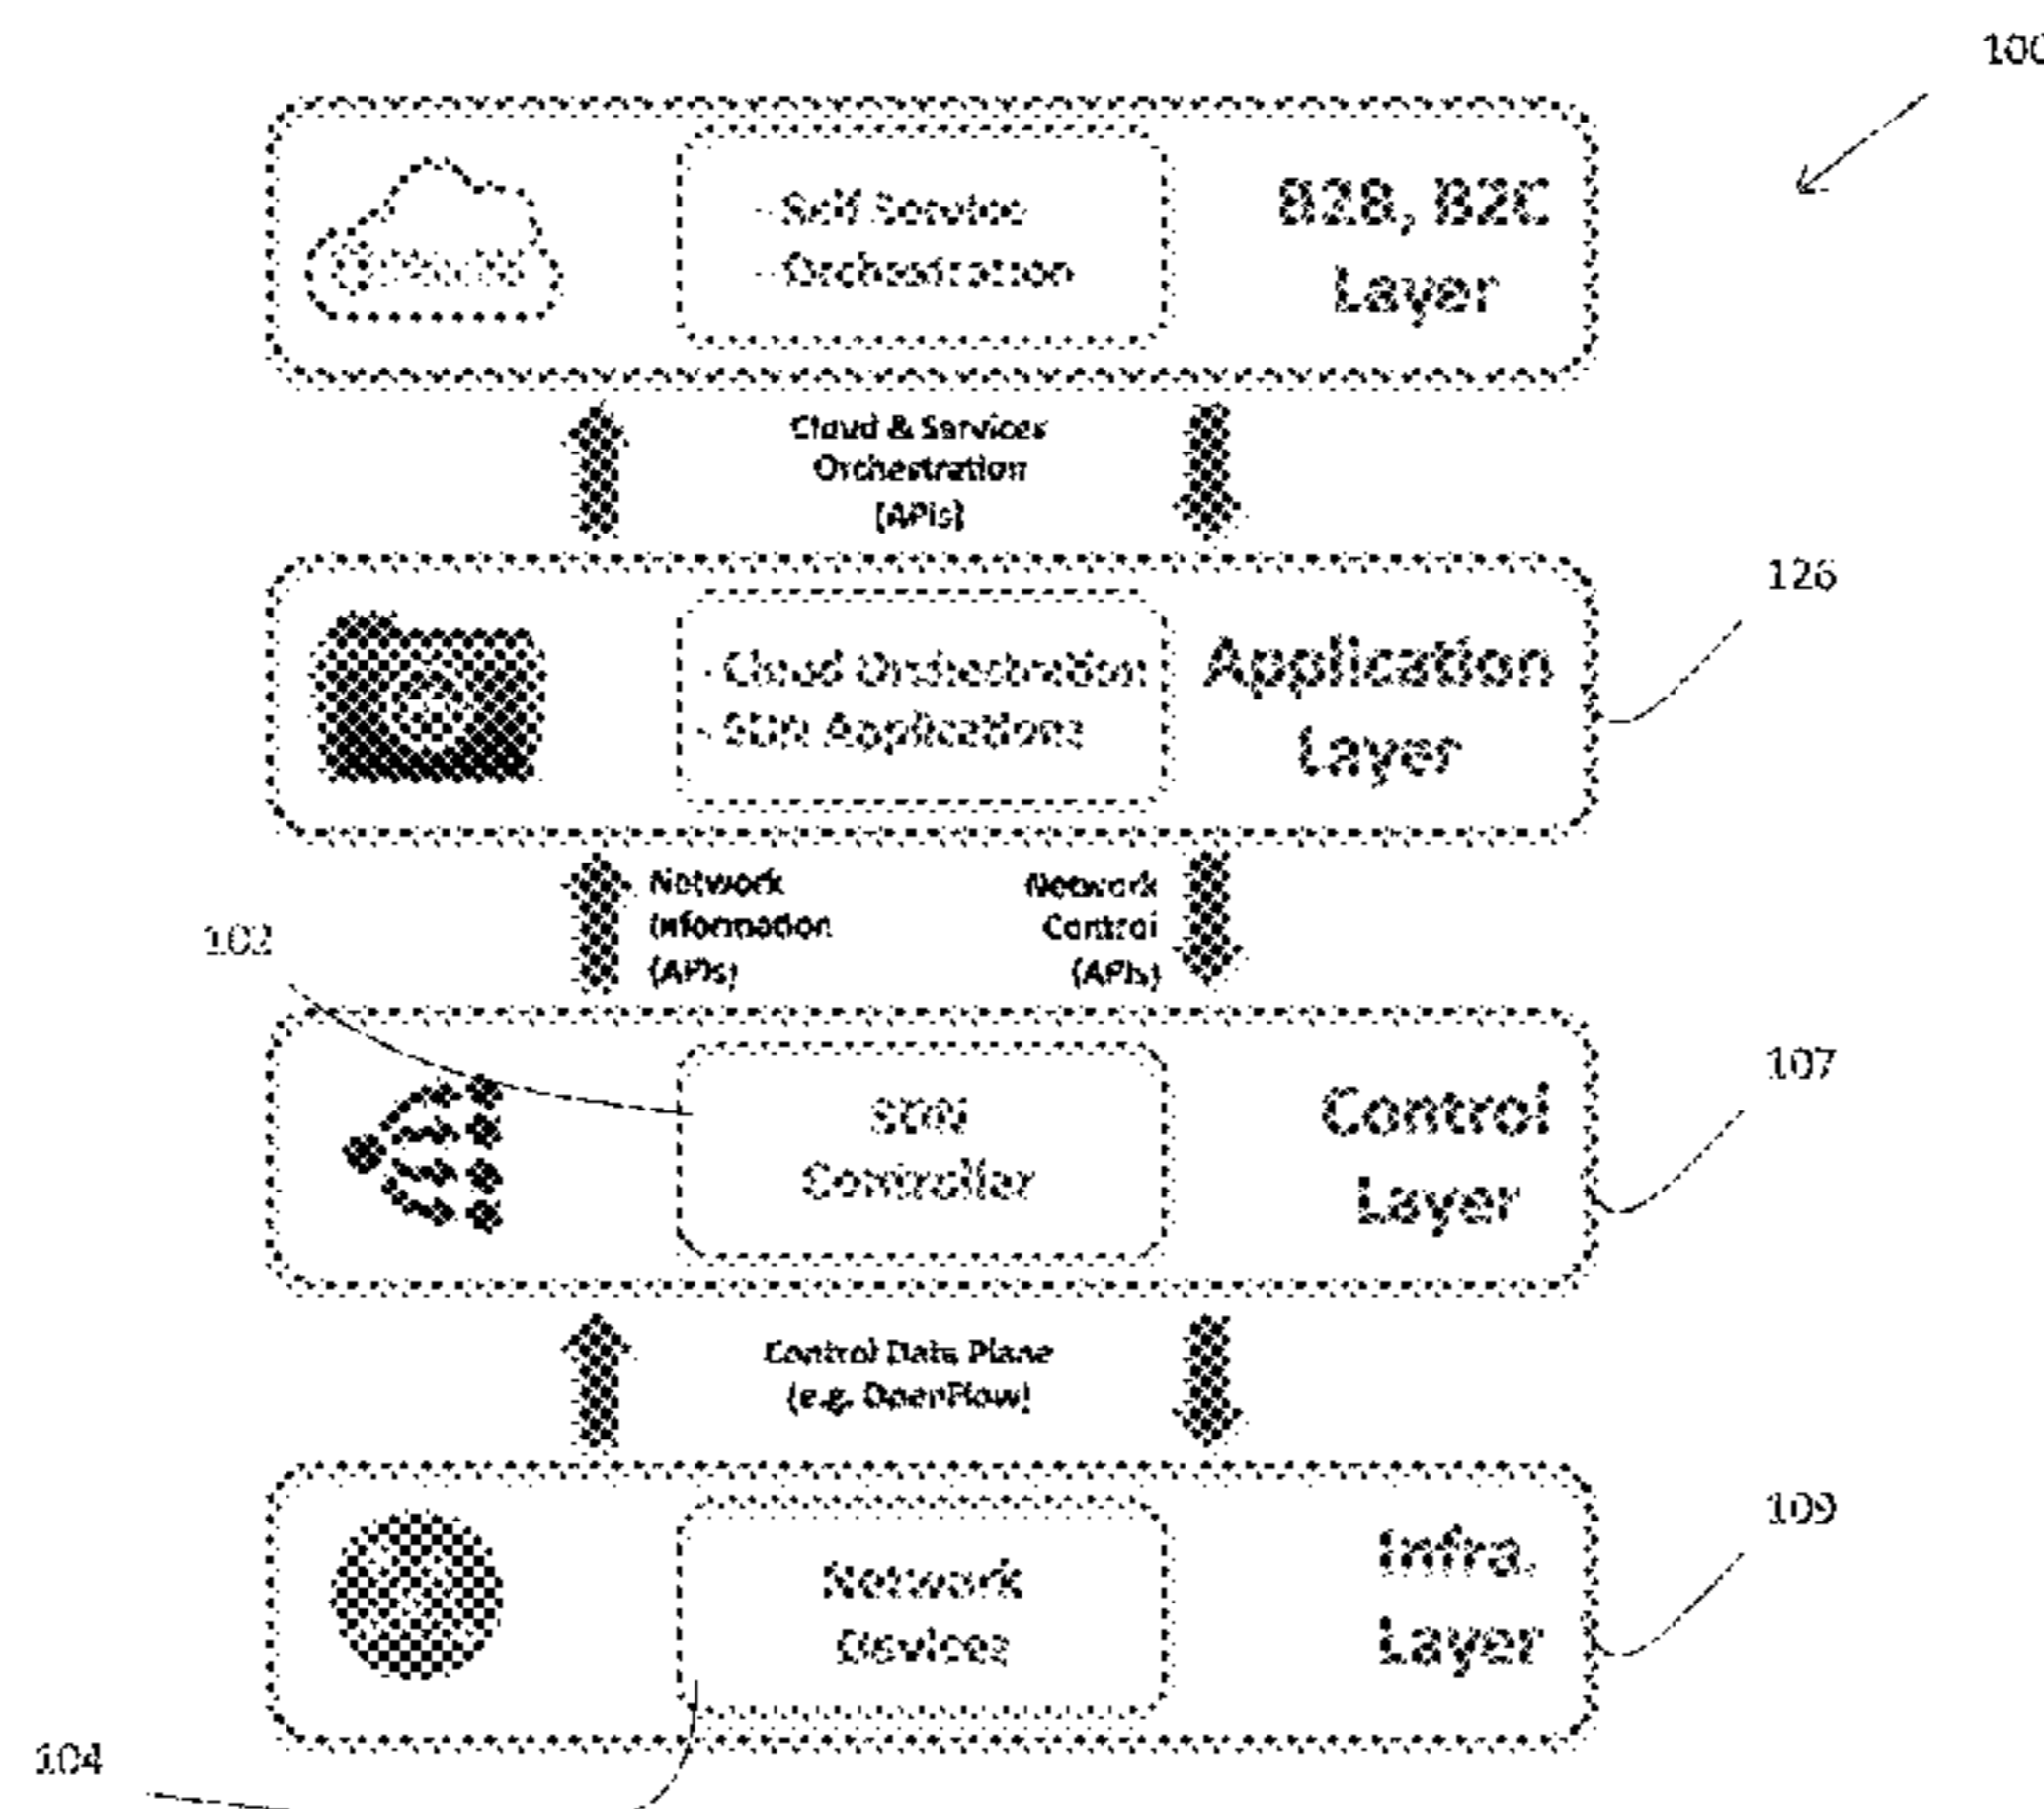 100
- Self Service
- Orchestration
B2B, B2C
Layer
Cloud & Services
Orchestration
(APIs)
126
- Cloud Orchestration
- SDN Applications
Application
Layer
Network
Information
(APIs)
Network
Control
(APIs)
102
107
SDN
Controller
Control
Layer
Control Data Plane
(e.g. OpenFlow)
109
Network
Devices
Infra.
Layer
104